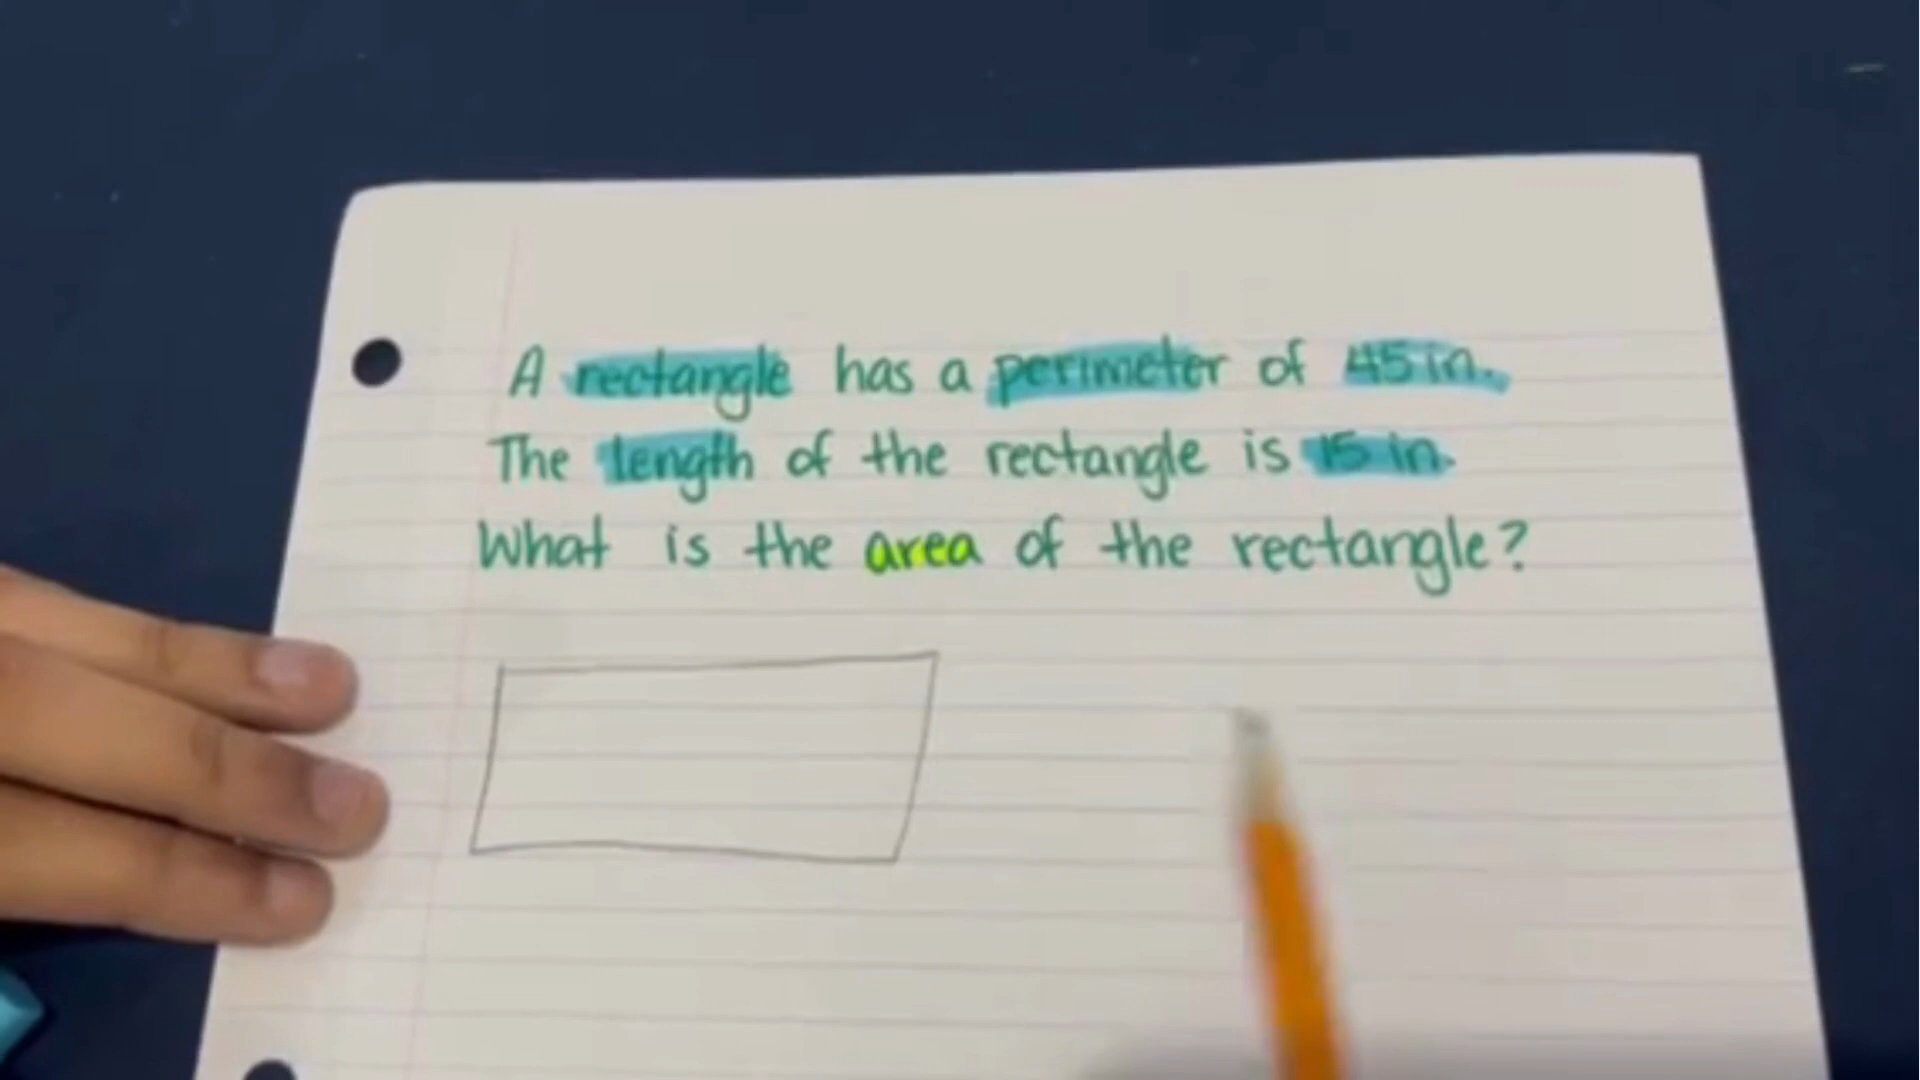 A rectangle has a perimeter of 45 in.
The length of the rectangle is 15 in.
What is the area of the rectangle?